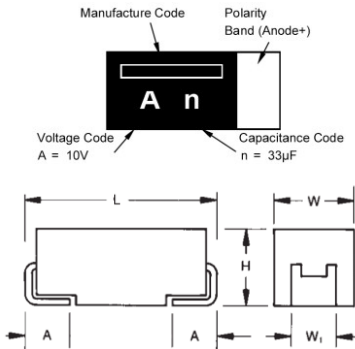 Manufacture Code
Polarity
Band (Anode+)
A n
Voltage Code
A = 10V
Capacitance Code
n = 33µF
L
W
H
A
A
W₁